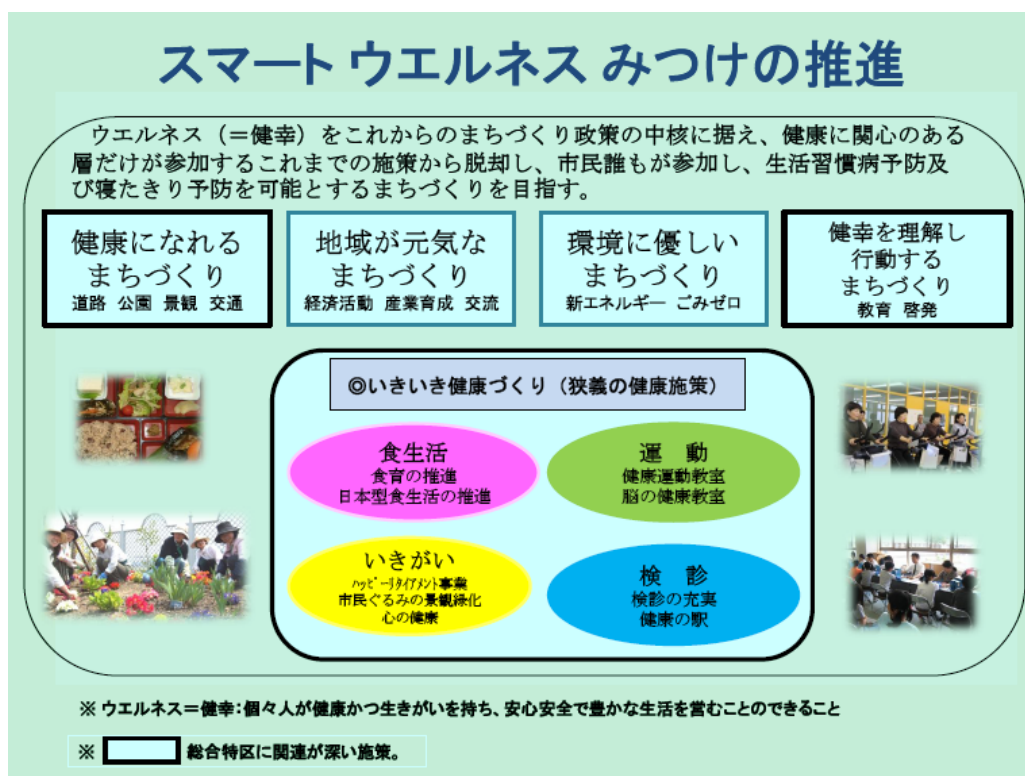 スマート ウエルネス みつけの推進
ウエルネス（＝健幸）をこれからのまちづくり政策の中核に据え、健康に関心のある
層だけが参加するこれまでの施策から脱却し、市民誰もが参加し、生活習慣病予防及
び寝たきり予防を可能とするまちづくりを目指す。
健康になれる
まちづくり
道路 公園 景観 交通
地域が元気な
まちづくり
経済活動 産業育成 交流
環境に優しい
まちづくり
新エネルギー ごみゼロ
健幸を理解し
行動する
まちづくり
教育 啓発
◎いきいき健康づくり（狭義の健康施策）
食生活
食育の推進
日本型食生活の推進
運 動
健康運動教室
脳の健康教室
いきがい
ﾊｯﾋﾟｰﾘﾀｲｱﾒﾝﾄ事業
市民ぐるみの景観緑化
心の健康
検 診
検診の充実
健康の駅
※ ウエルネス＝健幸：個々人が健康かつ生きがいを持ち、安心安全で豊かな生活を営むことのできること
※ 総合特区に関連が深い施策。